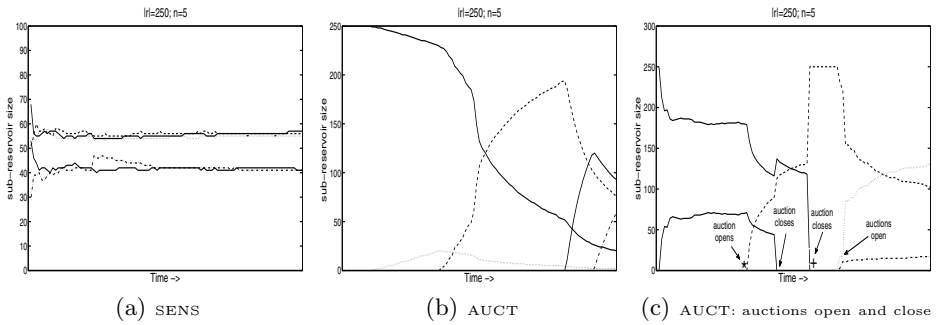 |r|=250; n=5
100
90
80
70
60
50
40
30
20
10
0
sub-reservoir size
Time -->
(a) SENS
|r|=250; n=5
250
200
150
100
50
0
sub-reservoir size
Time -->
(b) AUCT
|r|=250; n=5
300
250
200
150
100
50
0
sub-reservoir size
auction opens
auction closes
auction closes
auctions open
Time -->
(c) AUCT: auctions open and close